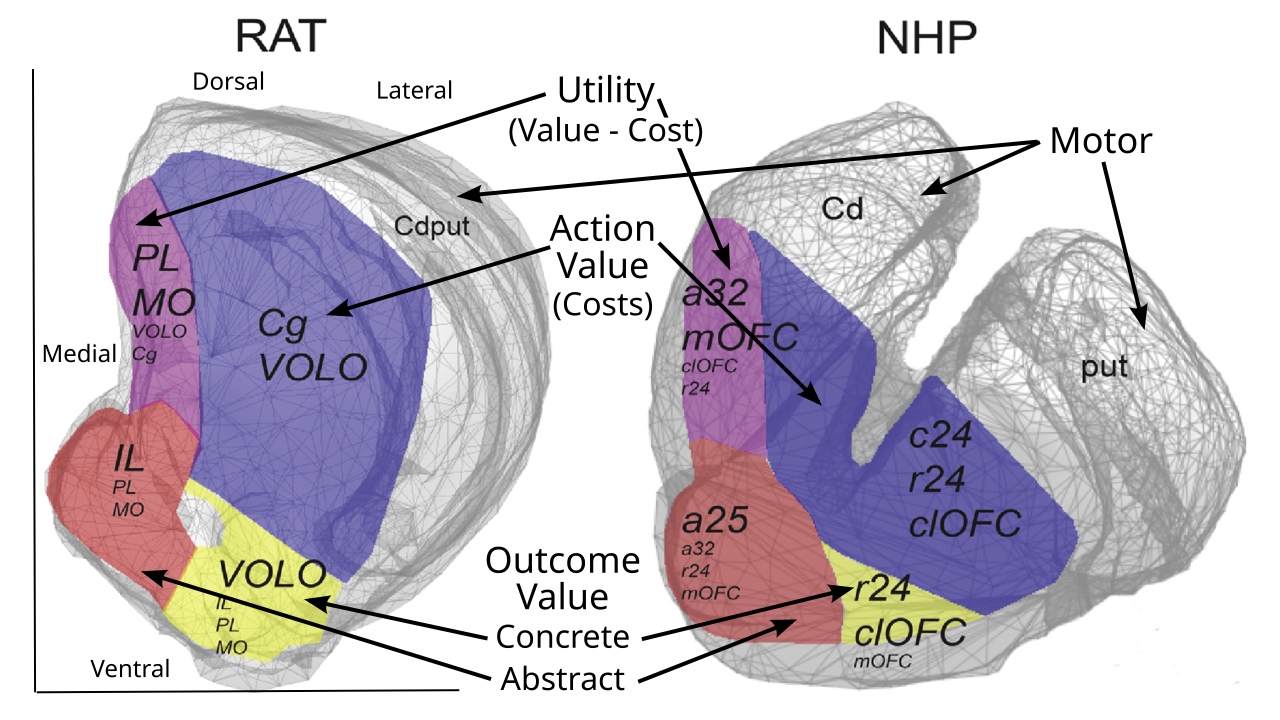 RAT
NHP
Dorsal
Lateral
Utility
(Value - Cost)
Motor
Cdput
Cd
put
Action
Value
(Costs)
Medial
PL
MO
VOLO
Cg
Cg
VOLO
a32
mOFC
clOFC
r24
c24
r24
clOFC
IL
PL
MO
a25
a32
r24
mOFC
VOLO
IL
PL
MO
r24
clOFC
mOFC
Outcome
Value
Concrete
Abstract
Ventral